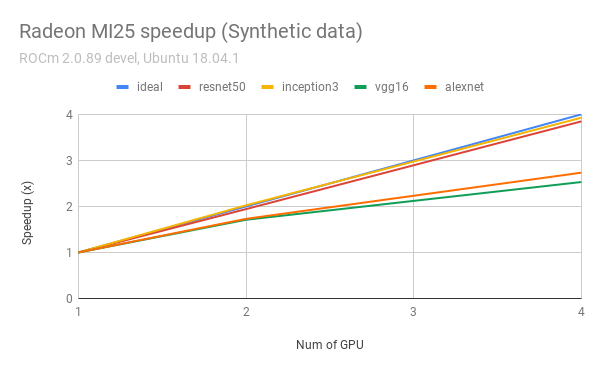 Radeon MI25 speedup (Synthetic data)
ROCm 2.0.89 devel, Ubuntu 18.04.1
ideal resnet50 inception3 vgg16 alexnet
4
3
2
1
0
Speedup (x)
1 2 3 4
Num of GPU